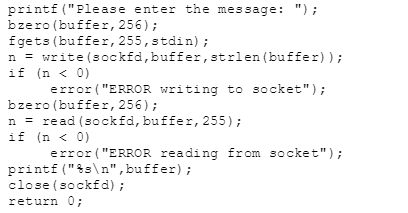 printf("Please enter the message: ");
bzero(buffer,256);
fgets(buffer,255,stdin);
n = write(sockfd,buffer,strlen(buffer));
if (n < 0)
     error("ERROR writing to socket");
bzero(buffer,256);
n = read(sockfd,buffer,255);
if (n < 0)
     error("ERROR reading from socket");
printf("%s\n",buffer);
close(sockfd);
return 0;